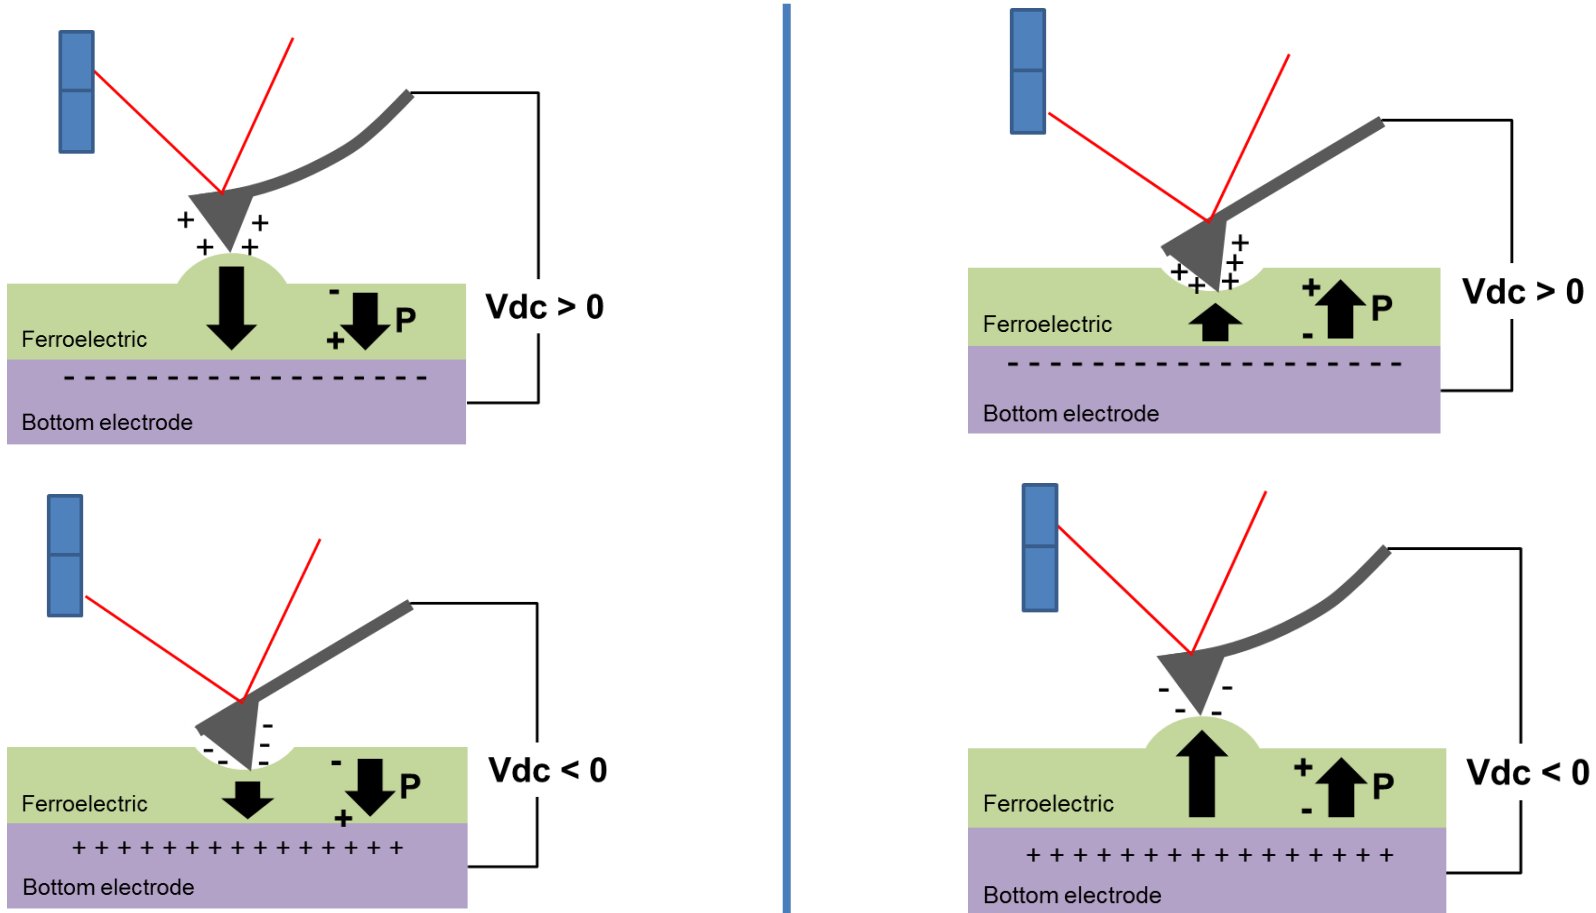 + +
+ +
-
+
P
Ferroelectric
Vdc > 0
- - - - - - - - - - - - - - - - -
Bottom electrode
+
+
+ + +
+
-
P
Ferroelectric
Vdc > 0
- - - - - - - - - - - - - - - - - -
Bottom electrode
-
- -
- -
-
+
P
Ferroelectric
Vdc < 0
+ + + + + + + + + + + + + + +
Bottom electrode
- -
- -
+
-
P
Ferroelectric
Vdc < 0
+ + + + + + + + + + + + + + + +
Bottom electrode